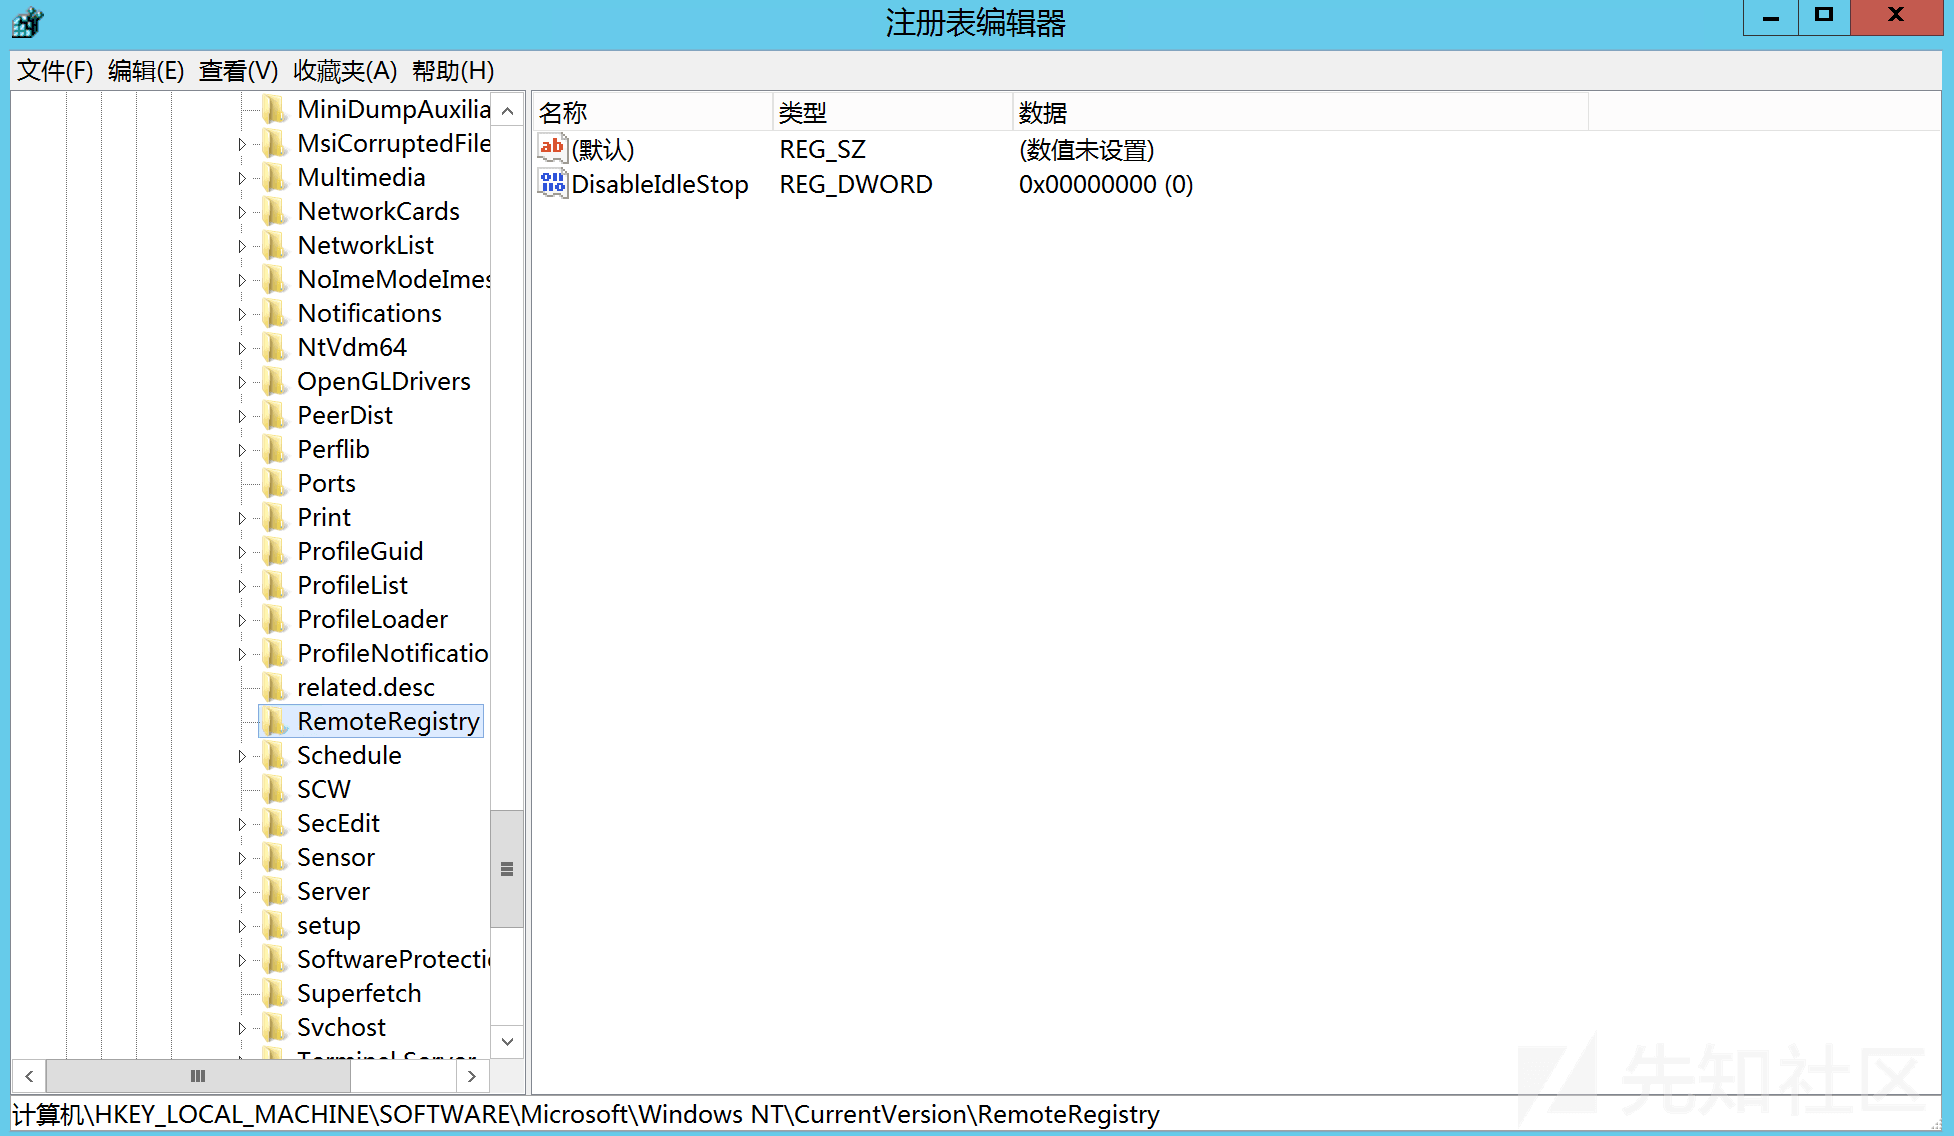 注册表编辑器
文件(F) 编辑(E) 查看(V) 收藏夹(A) 帮助(H)
MiniDumpAuxilia
MsiCorruptedFile
Multimedia
NetworkCards
NetworkList
NoImeModeImes
Notifications
NtVdm64
OpenGLDrivers
PeerDist
Perflib
Ports
Print
ProfileGuid
ProfileList
ProfileLoader
ProfileNotificatio
related.desc
RemoteRegistry
Schedule
SCW
SecEdit
Sensor
Server
setup
SoftwareProtectio
Superfetch
Svchost
Terminal Server
名称 类型 数据
(默认) REG_SZ (数值未设置)
DisableIdleStop REG_DWORD 0x00000000 (0)
先知社区
计算机\HKEY_LOCAL_MACHINE\SOFTWARE\Microsoft\Windows NT\CurrentVersion\RemoteRegistry